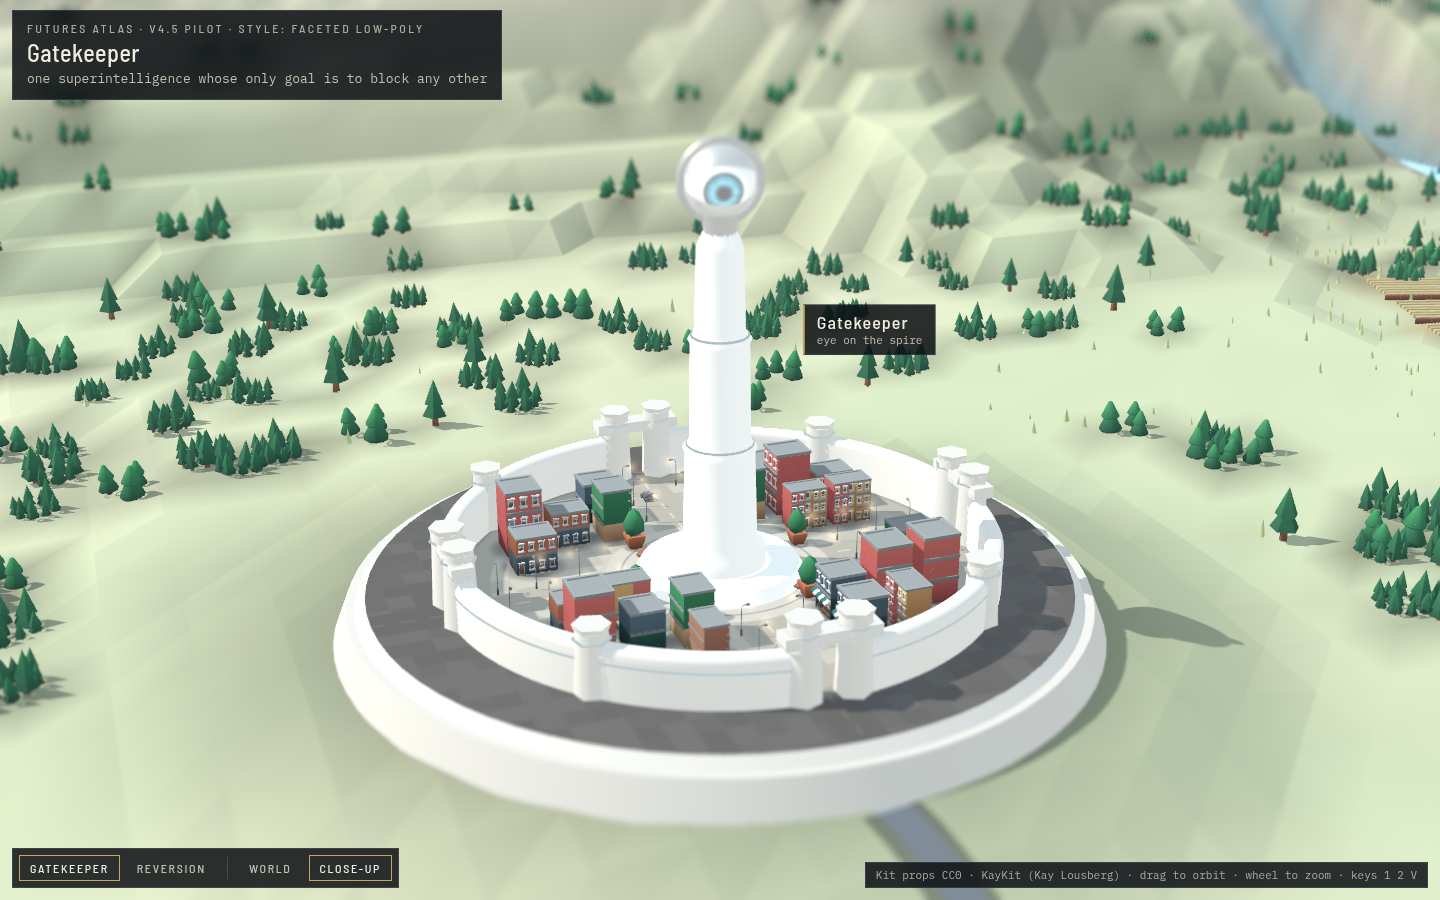 FUTURES ATLAS · V4.5 PILOT · STYLE: FACETED LOW-POLY
Gatekeeper
one superintelligence whose only goal is to block any other
Gatekeeper
eye on the spire
GATEKEEPER REVERSION WORLD CLOSE-UP
Kit props CC0 · KayKit (Kay Lousberg) · drag to orbit · wheel to zoom · keys 1 2 V